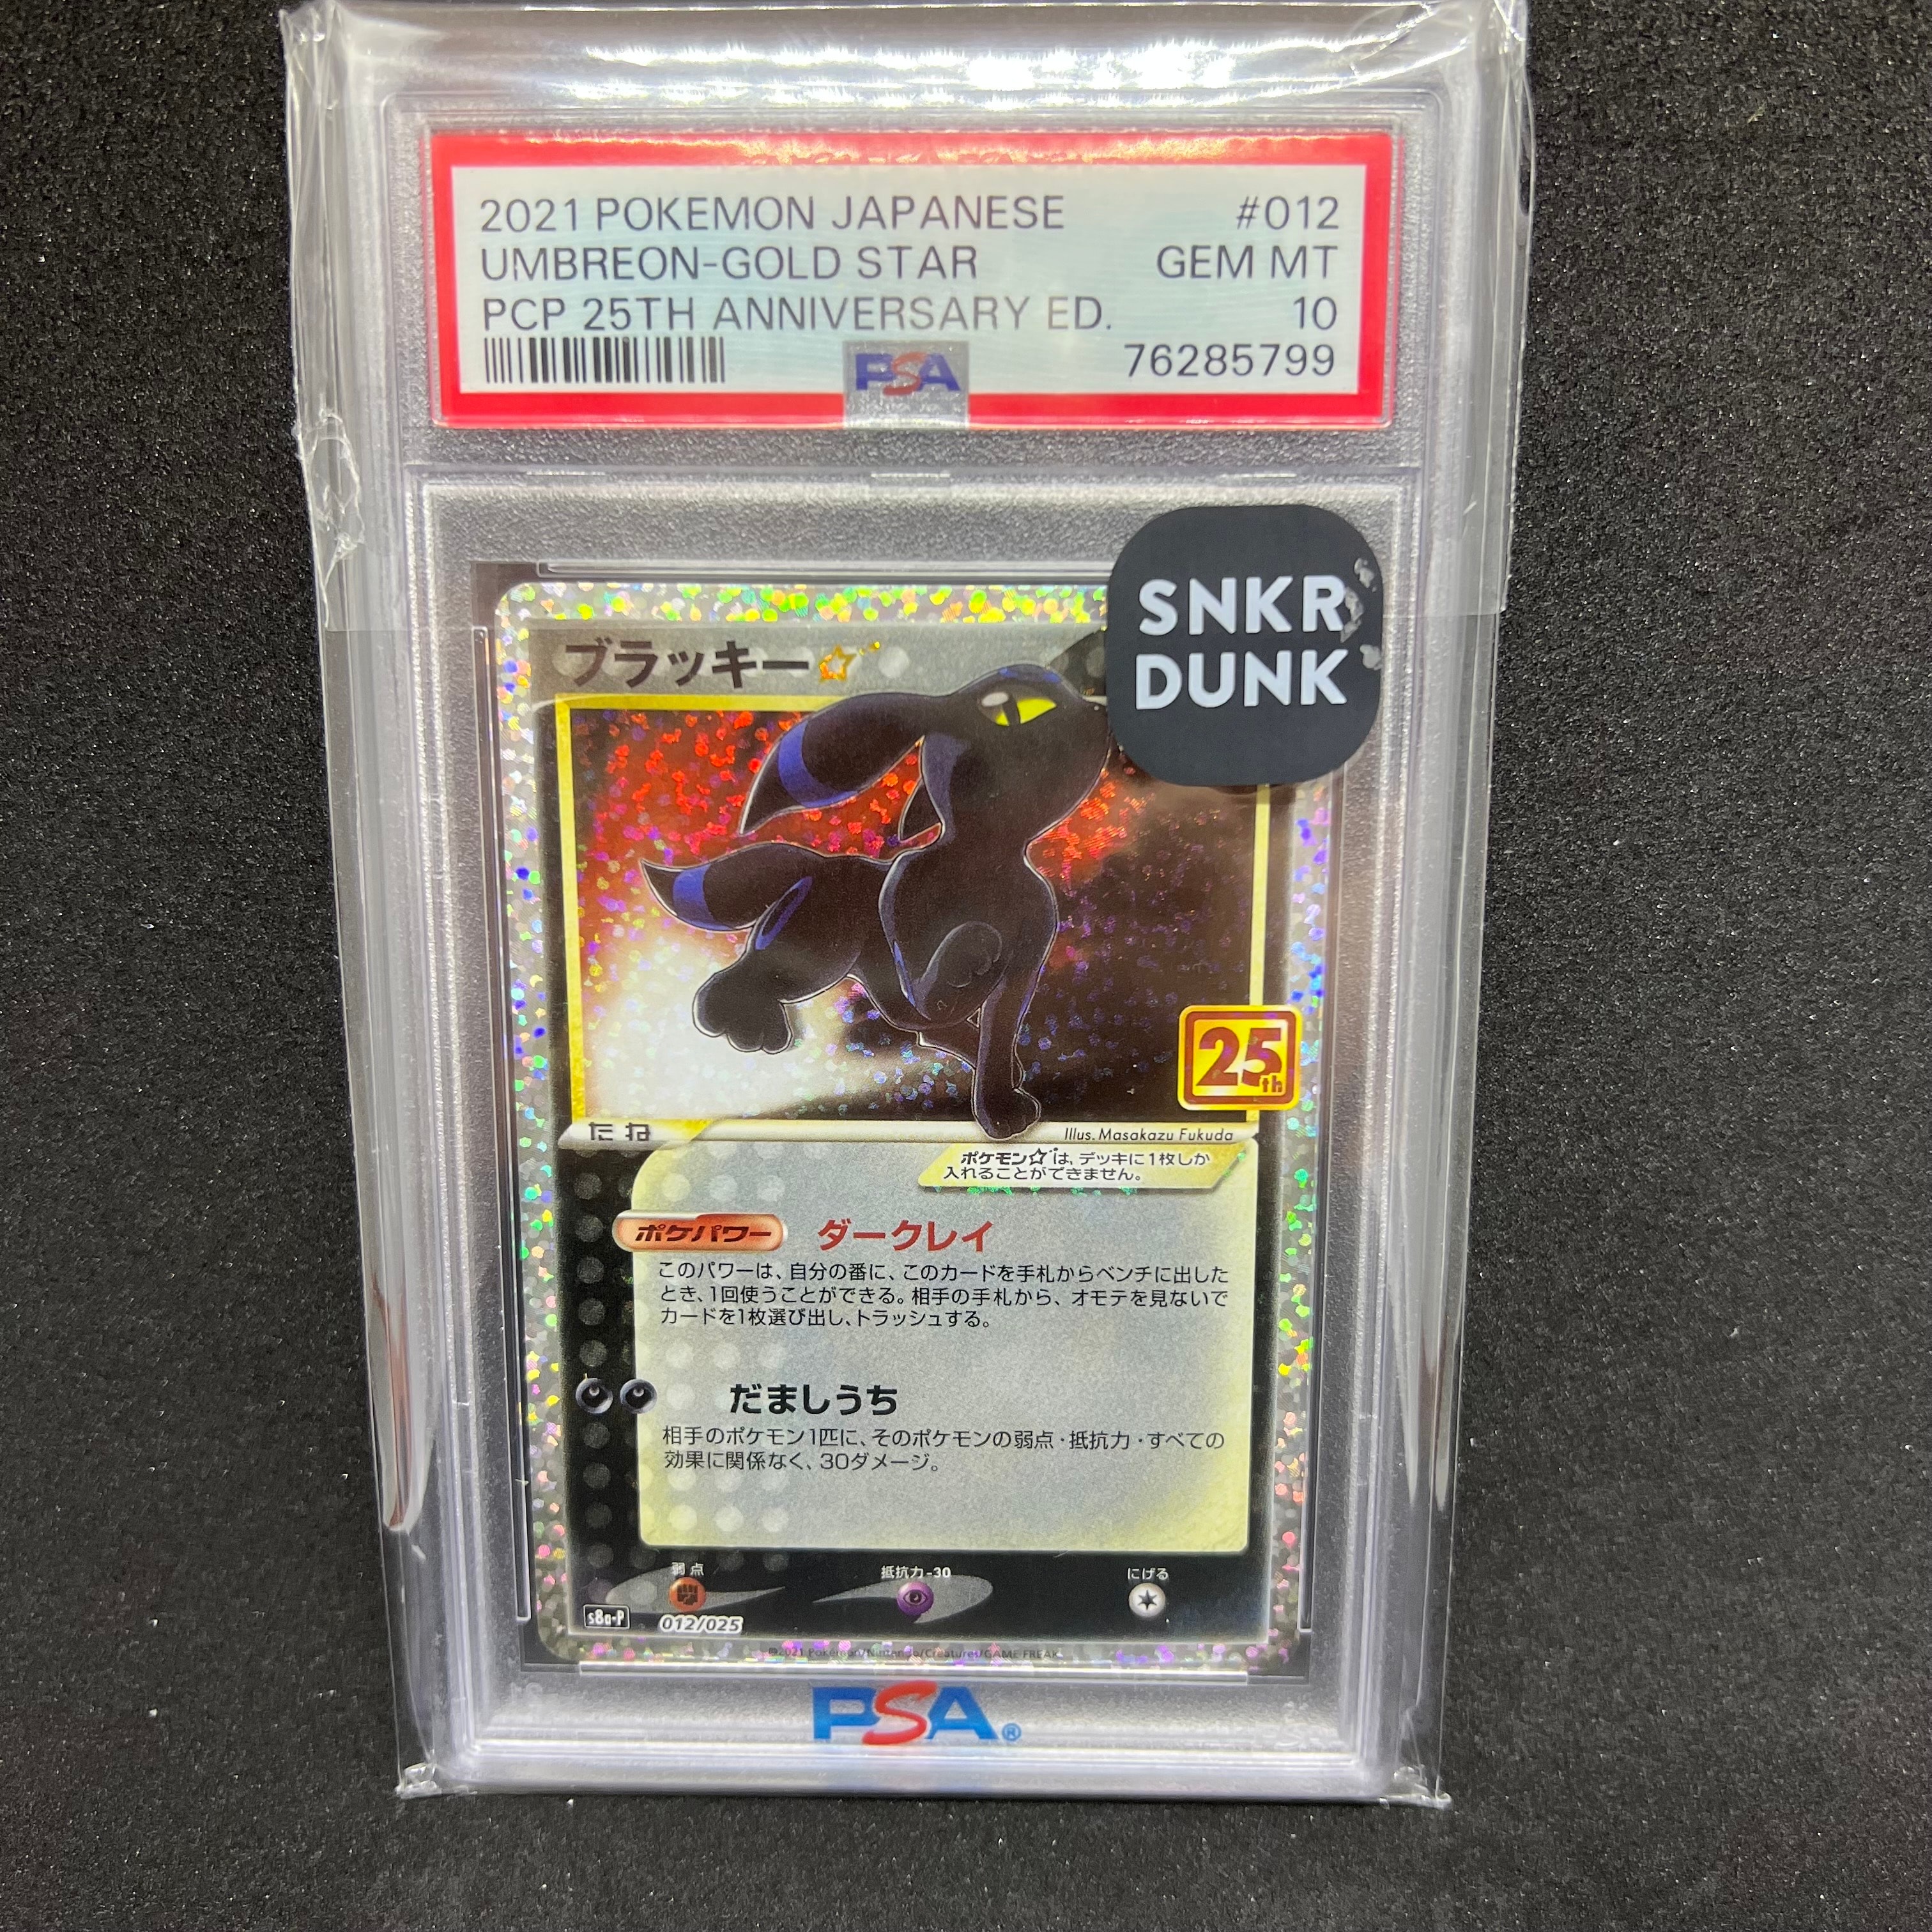 2021 POKEMON JAPANESE #012
UMBREON-GOLD STAR GEM MT
PCP 25TH ANNIVERSARY ED. 10
PSA 76285799
SNKR
DUNK
ブラッキー☆
25th
たね
Illus. Masakazu Fukuda
ポケモン☆は、デッキに1枚しか
入れることができません。
ポケパワー ダークレイ
このパワーは、自分の番に、このカードを手札からベンチに出した
とき、1回使うことができる。相手の手札から、オモテを見ないで
カードを1枚選び出し、トラッシュする。
だましうち
相手のポケモン1匹に、そのポケモンの弱点・抵抗力・すべての
効果に関係なく、30ダメージ。
弱点 抵抗力-30 にげる
s8a-P 012/025
©2021 Pokémon/Nintendo/Creatures/GAME FREAK
PSA®